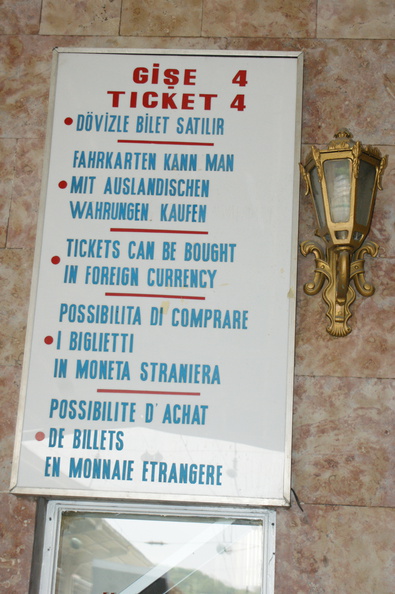 GİŞE 4
TICKET 4
DÖVİZLE BİLET SATILIR
FAHRKARTEN KANN MAN
MIT AUSLANDISCHEN
WAHRUNGEN KAUFEN
TICKETS CAN BE BOUGHT
IN FOREIGN CURRENCY
POSSIBILITA DI COMPRARE
I BIGLIETTI
IN MONETA STRANIERA
POSSIBILITE D'ACHAT
DE BILLETS
EN MONNAIE ETRANGERE